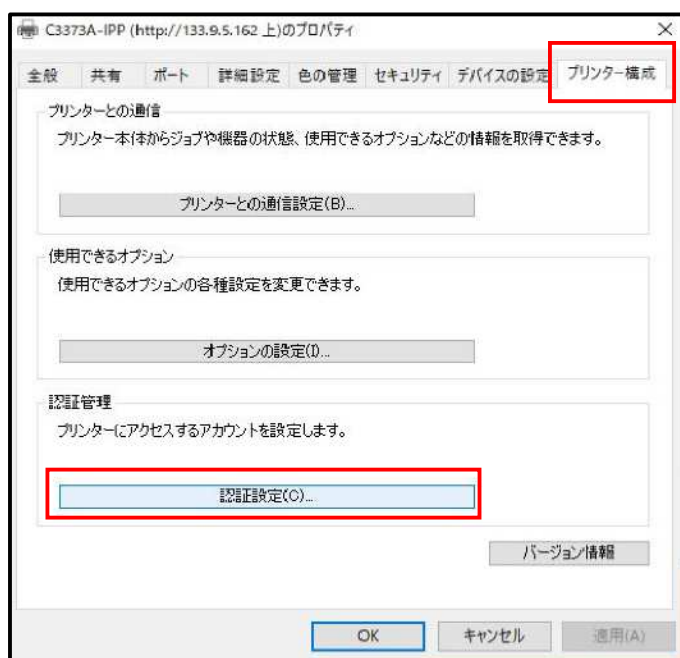 C3373A-IPP (http://133.9.5.162 上)のプロパティ
全般 共有 ポート 詳細設定 色の管理 セキュリティ デバイスの設定 プリンター構成
プリンターとの通信
プリンター本体からジョブや機器の状態、使用できるオプションなどの情報を取得できます。
プリンターとの通信設定(B)...
使用できるオプション
使用できるオプションの各種設定を変更できます。
オプションの設定(I)...
認証管理
プリンターにアクセスするアカウントを設定します。
認証設定(C)...
バージョン情報
OK キャンセル 適用(A)